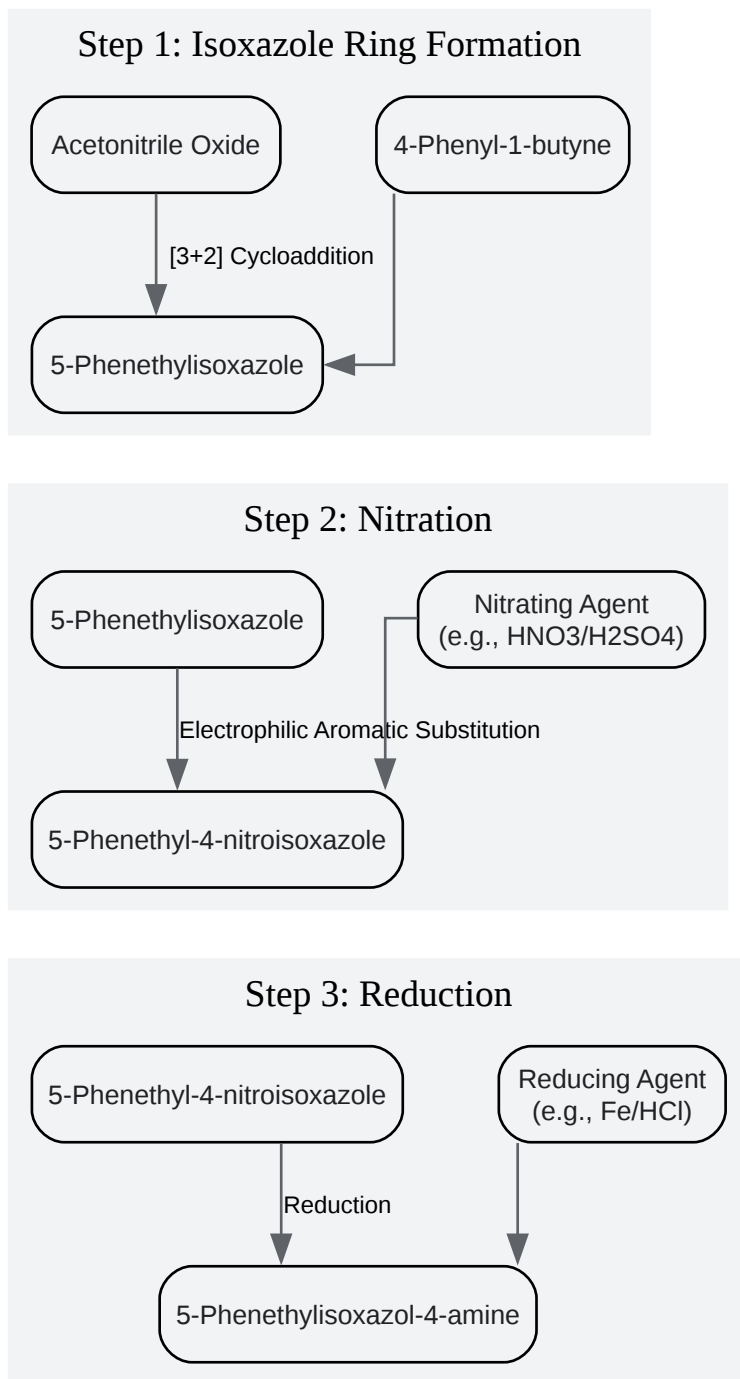 Step 1: Isoxazole Ring Formation
Acetonitrile Oxide
4-Phenyl-1-butyne
[3+2] Cycloaddition
5-Phenethylisoxazole
Step 2: Nitration
5-Phenethylisoxazole
Nitrating Agent
(e.g., HNO3/H2SO4)
Electrophilic Aromatic Substitution
5-Phenethyl-4-nitroisoxazole
Step 3: Reduction
5-Phenethyl-4-nitroisoxazole
Reducing Agent
(e.g., Fe/HCl)
Reduction
5-Phenethylisoxazol-4-amine